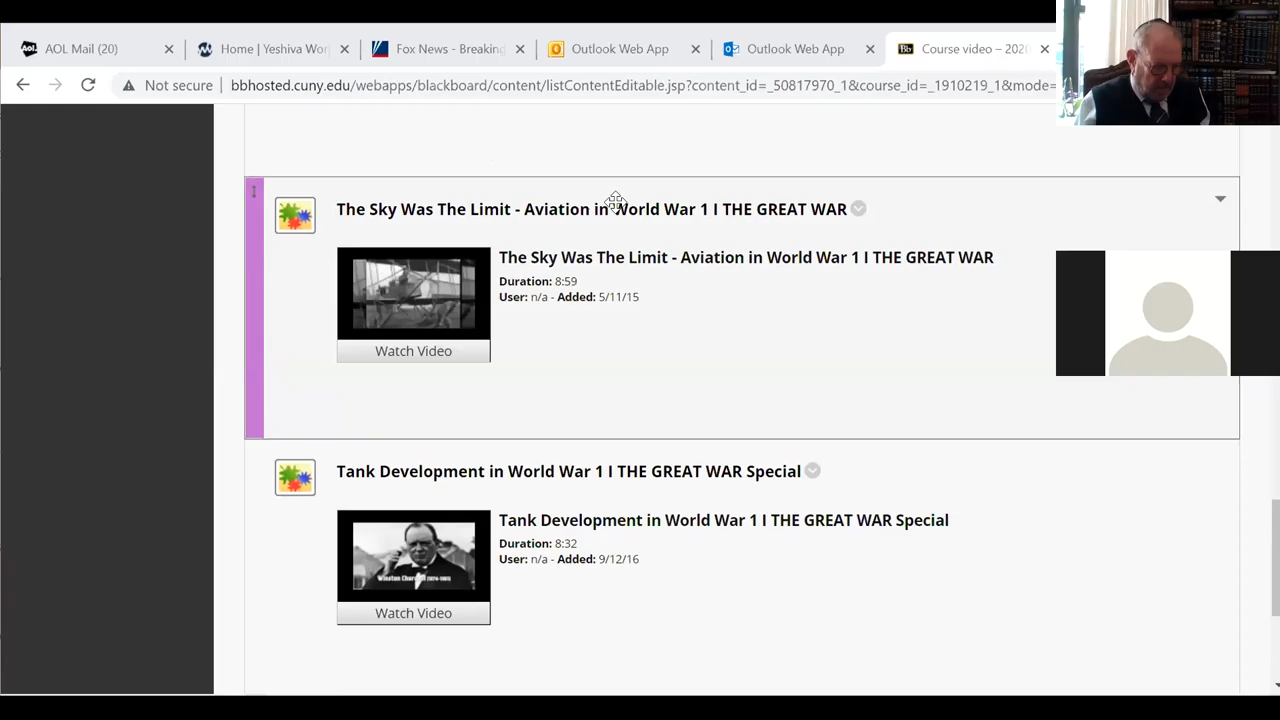 AOL Mail (20)
Home | Yeshiva Wor
Fox News - Breakin
Outlook Web App
Outlook Web App
Course video – 202
Not secure
bbhosted.cuny.edu/webapps/blackboard/content/listContentEditable.jsp?content_id=_50817970_1&course_id=_1910219_1&mode=
The Sky Was The Limit - Aviation in World War 1 I THE GREAT WAR
The Sky Was The Limit - Aviation in World War 1 I THE GREAT WAR
Duration: 8:59
User: n/a - Added: 5/11/15
Watch Video
Tank Development in World War 1 I THE GREAT WAR Special
Tank Development in World War 1 I THE GREAT WAR Special
Duration: 8:32
User: n/a - Added: 9/12/16
Watch Video